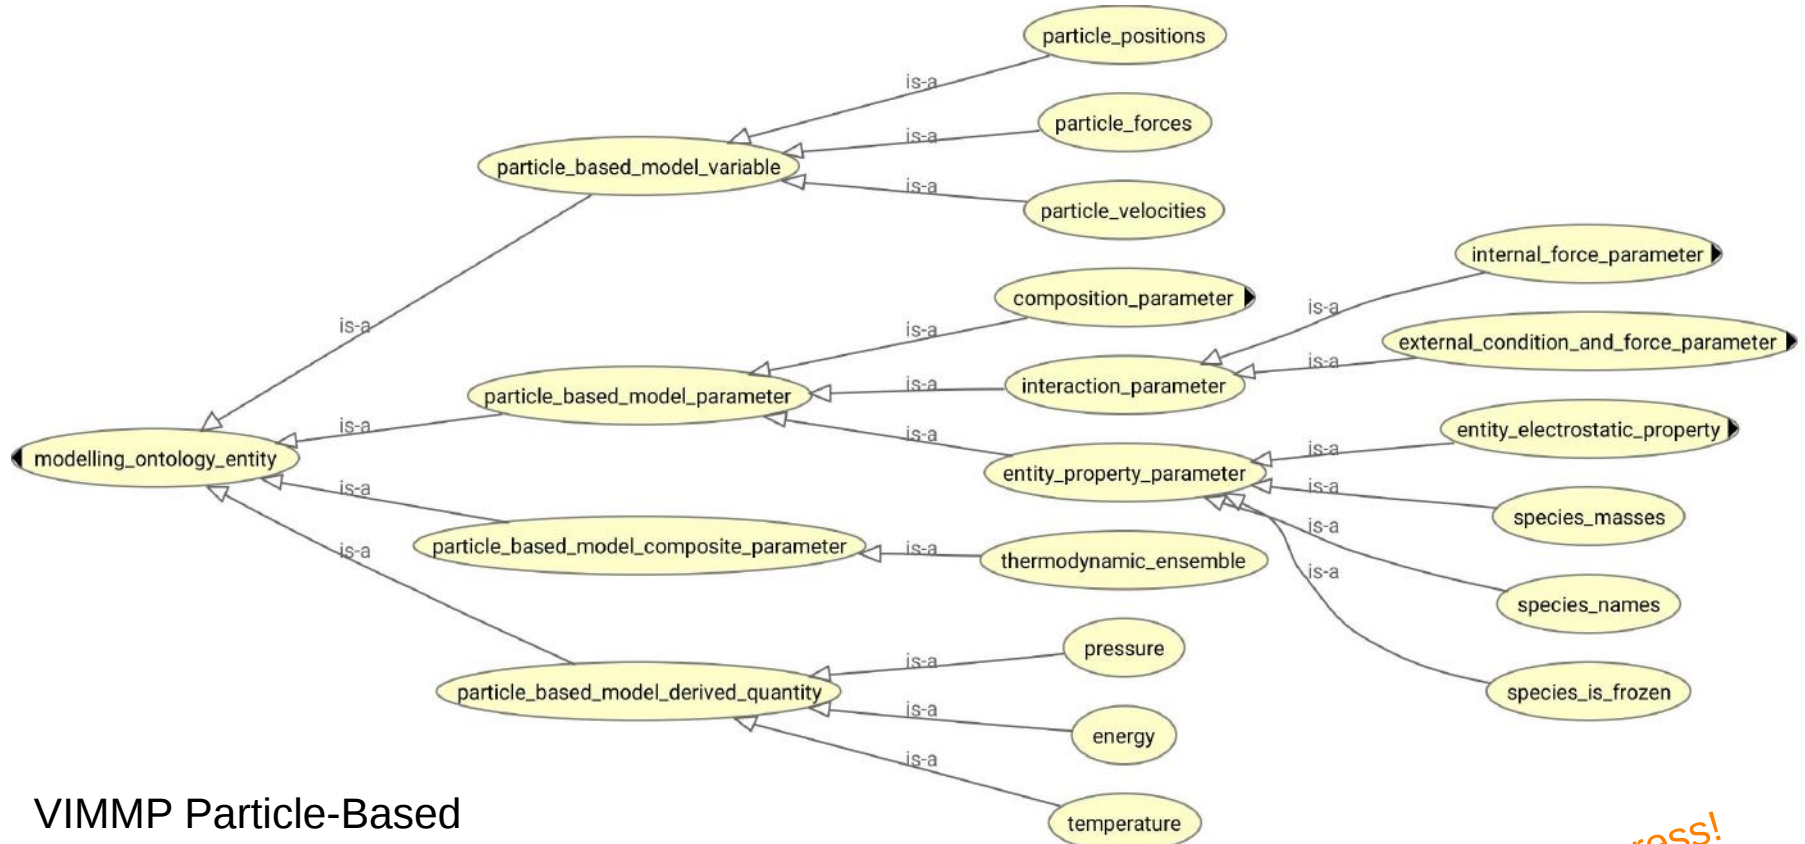 particle_positions
is-a
particle_forces
is-a
particle_based_model_variable
is-a
particle_velocities
internal_force_parameter
composition_parameter
is-a
is-a
is-a
external_condition_and_force_parameter
is-a
interaction_parameter
is-a
particle_based_model_parameter
is-a
is-a
entity_electrostatic_property
is-a
modelling_ontology_entity
entity_property_parameter
is-a
is-a
species_masses
is-a
particle_based_model_composite_parameter
is-a
thermodynamic_ensemble
is-a
is-a
species_names
pressure
is-a
particle_based_model_derived_quantity
species_is_frozen
is-a
energy
is-a
temperature
VIMMP Particle-Based